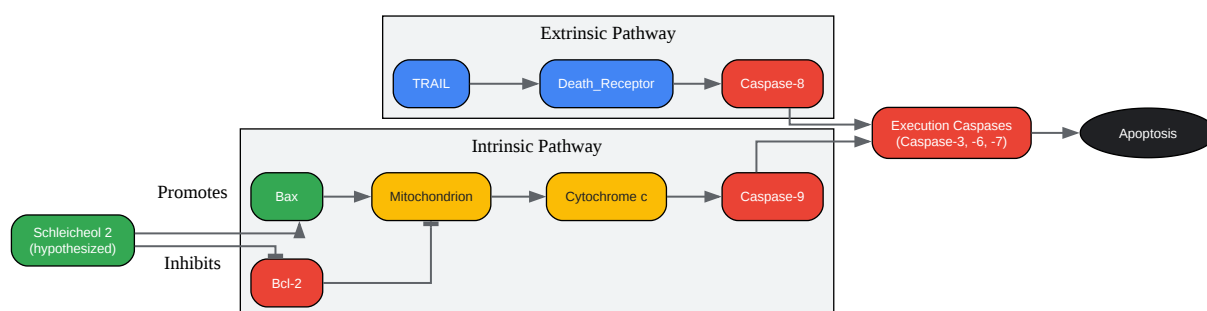 Extrinsic Pathway
TRAIL
Death_Receptor
Caspase-8
Execution Caspases
(Caspase-3, -6, -7)
Apoptosis
Intrinsic Pathway
Promotes
Bax
Mitochondrion
Cytochrome c
Caspase-9
Schleicheol 2
(hypothesized)
Inhibits
Bcl-2